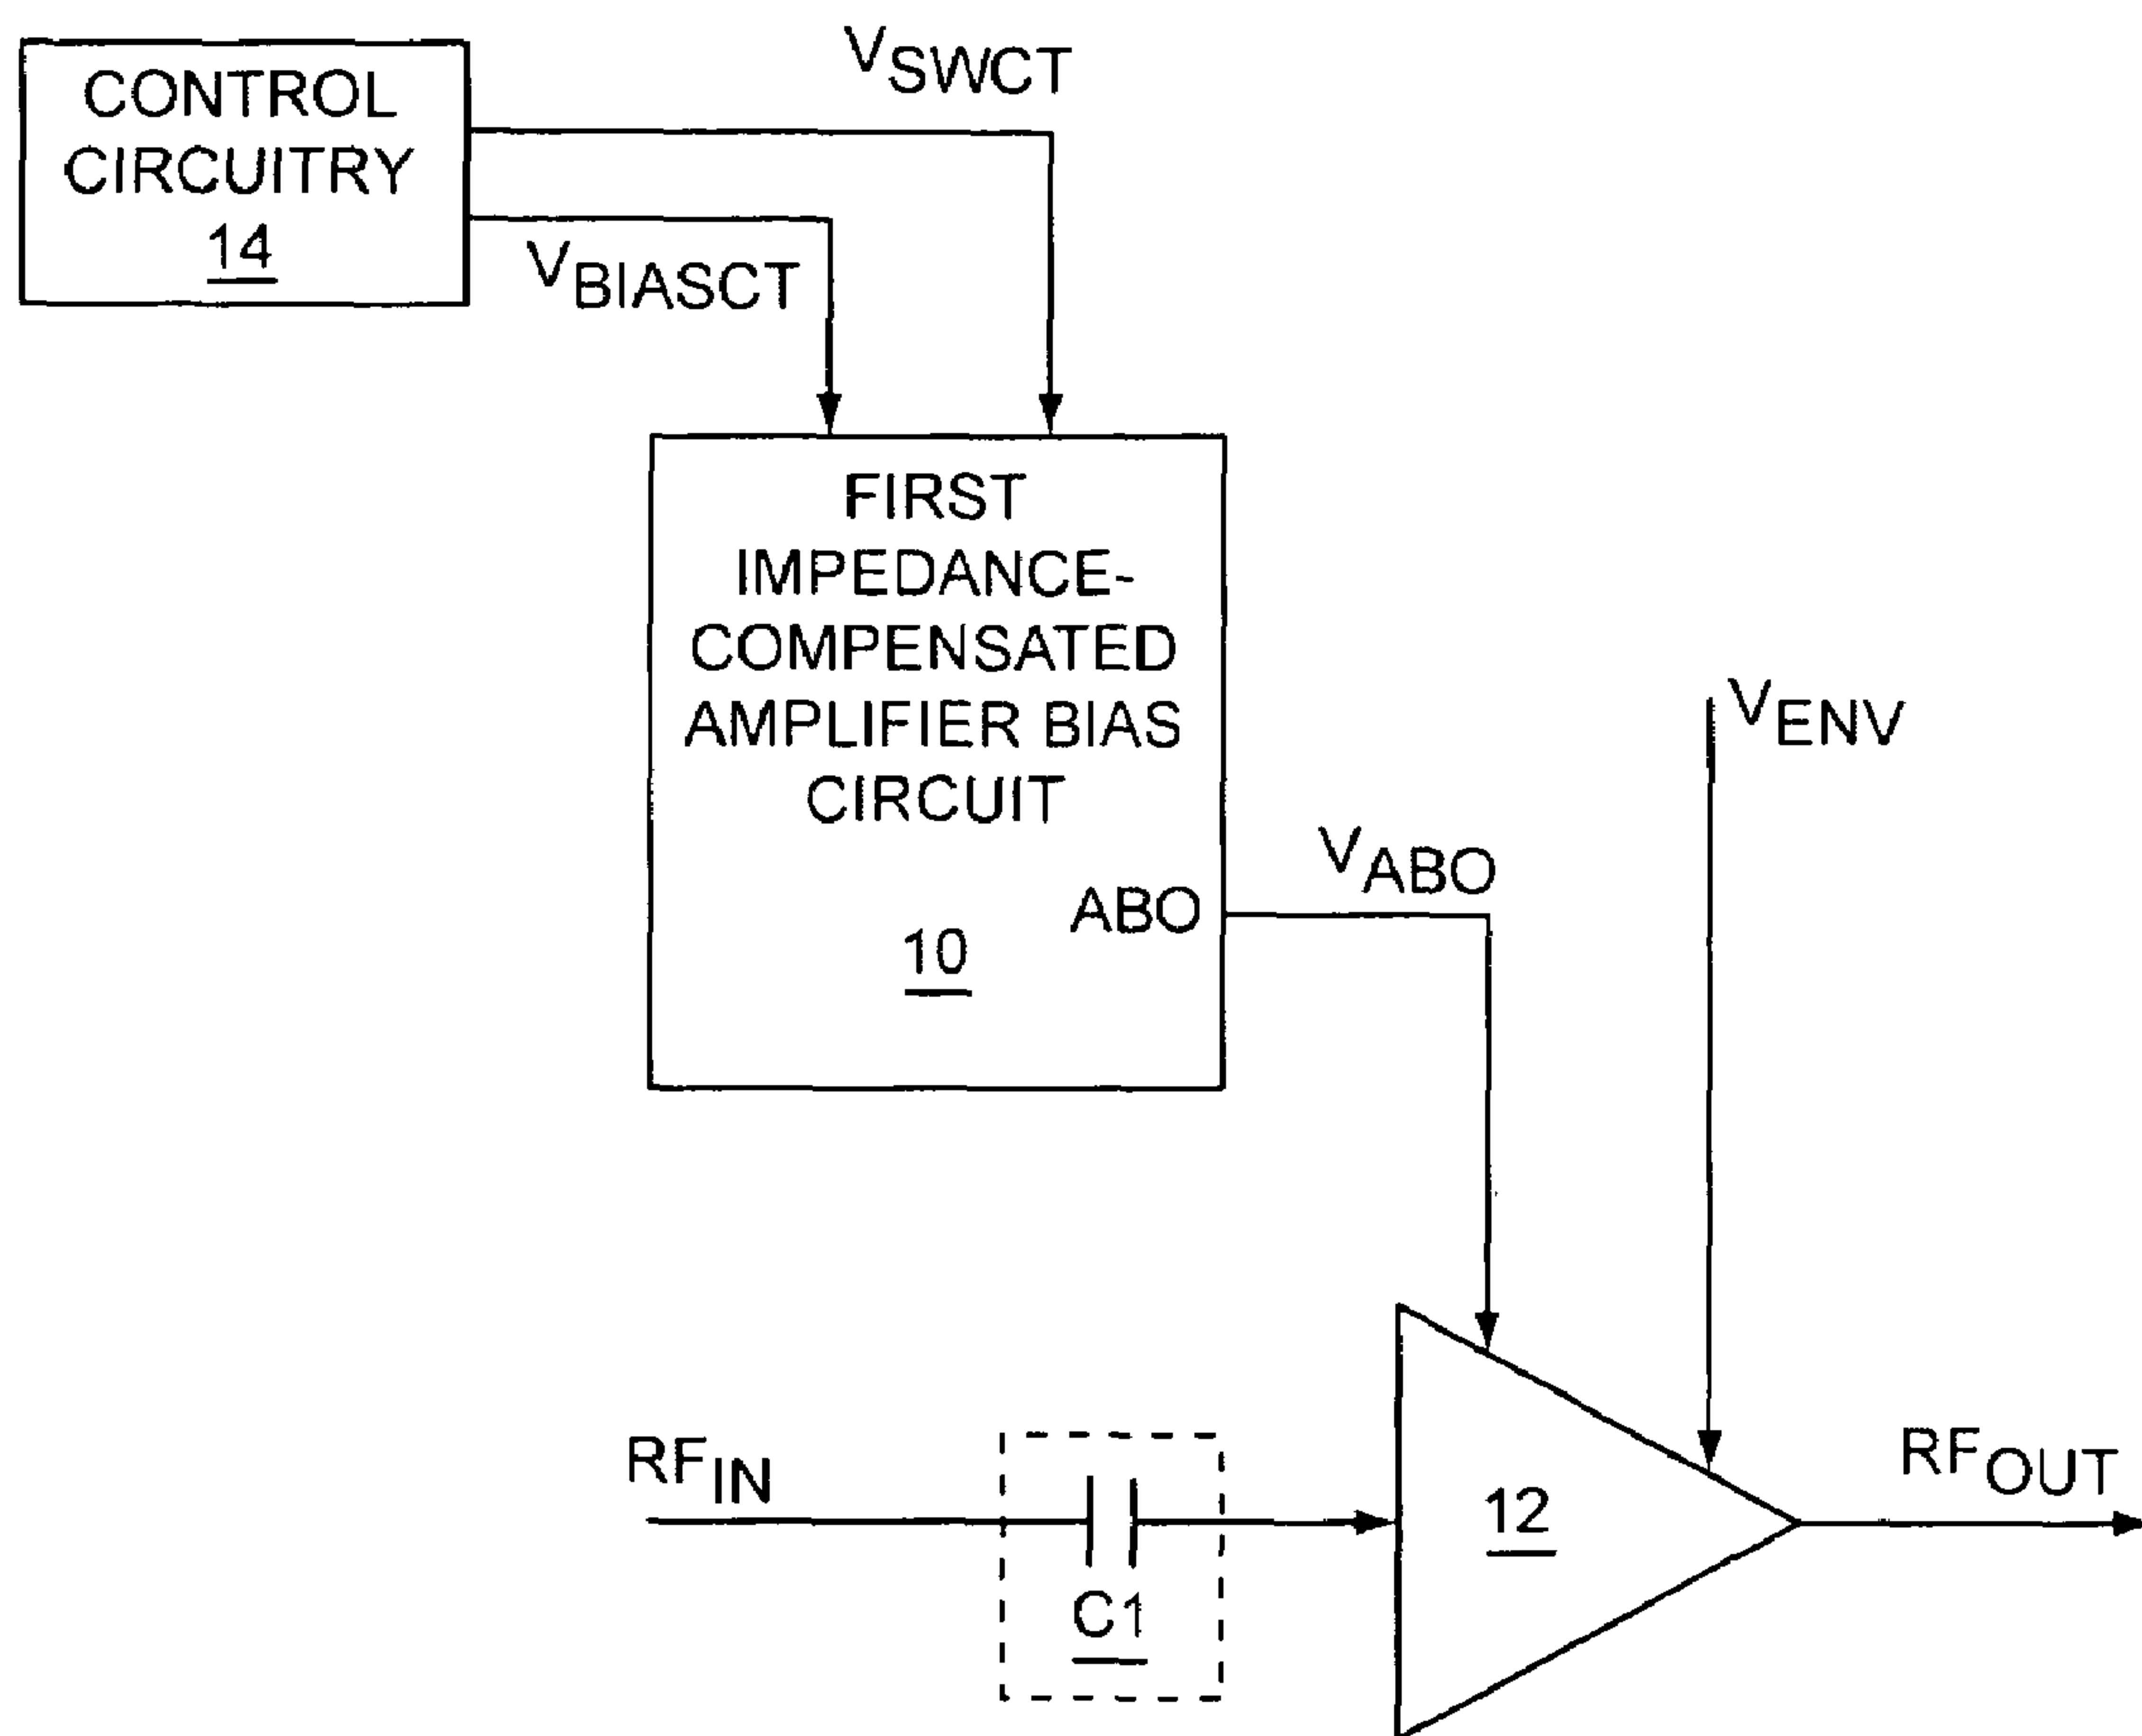 CONTROL
CIRCUITRY
14
VSWCT
VBIASCT
FIRST
IMPEDANCE-
COMPENSATED
AMPLIFIER BIAS
CIRCUIT
ABO
10
VABO
VENV
RFIN
C1
12
RFOUT